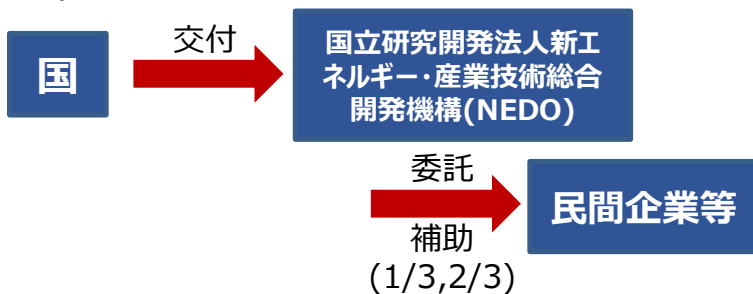 国
交付
国立研究開発法人新エ
ネルギー・産業技術総合
開発機構(NEDO)
委託
補助
(1/3,2/3)
民間企業等